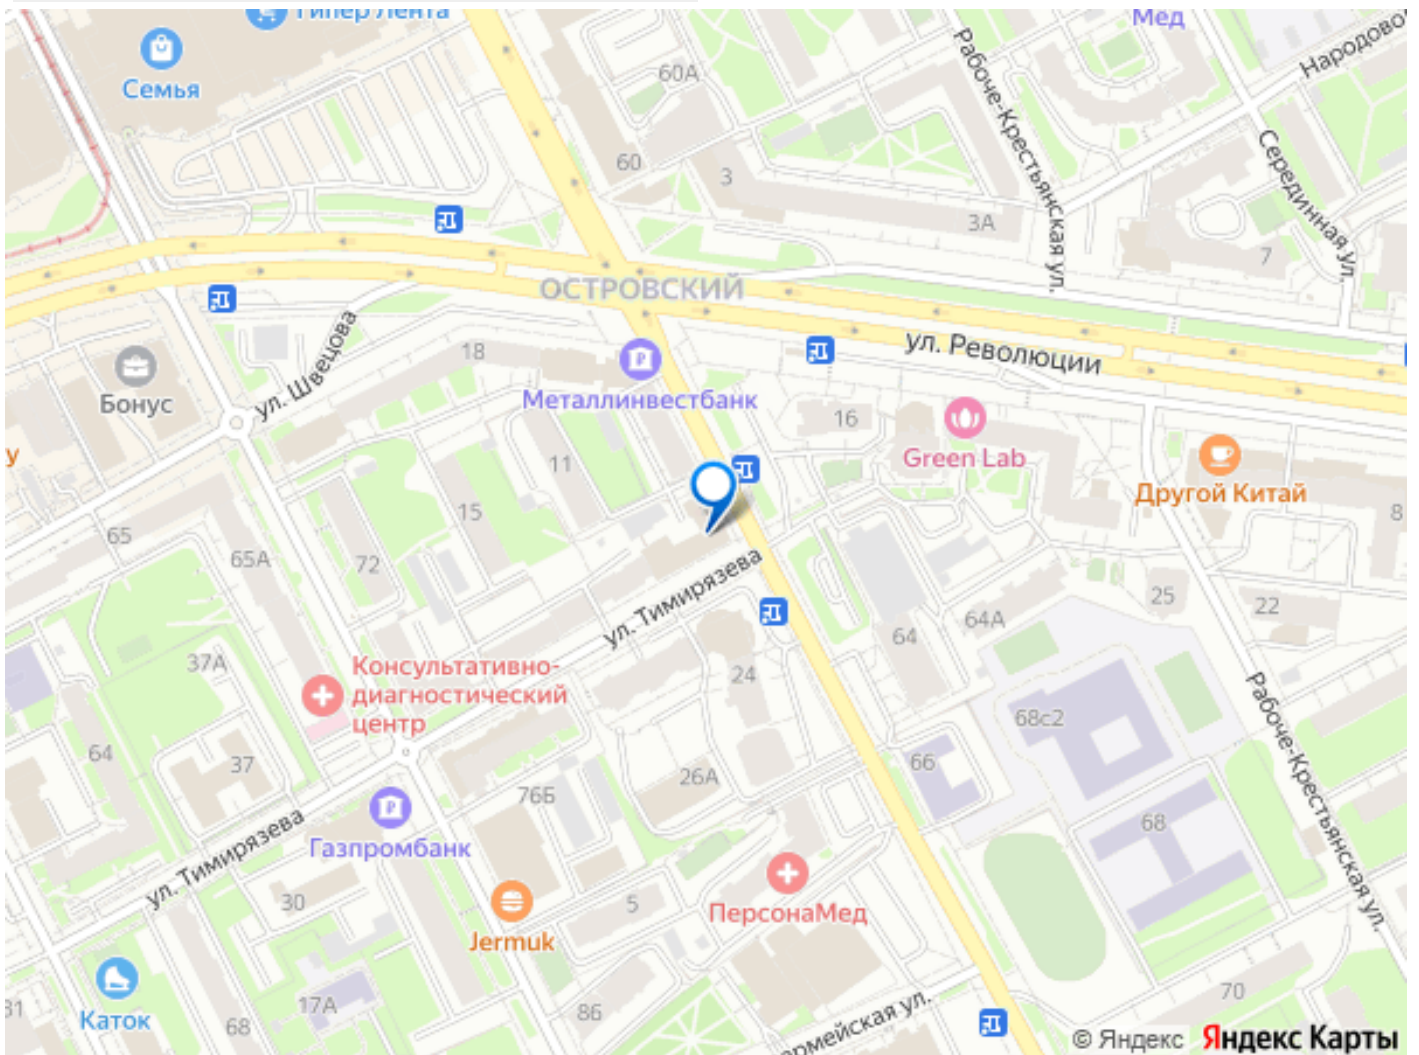 Гипер Лента
Мед
Семья
60А
Рабоче-Крестьянская ул.
Серединная ул.
60
3
3А
7
ОСТРОВСКИЙ
ул. Революции
ул. Швецова
18
Бонус
Металлинвестбанк
16
Green Lab
Другой Китай
у
11
15
8
65
65А
72
ул. Тимирязева
25
22
64А
64
37А
Консультативно-
диагностический
центр
24
68с2
Рабоче-Крестьянская ул.
64
37
76Б
26А
66
68
Газпромбанк
ул. Тимирязева
30
5
ПерсонаМед
Jermuk
Каток
17А
68
86
70
31
© Яндекс Яндекс Карты